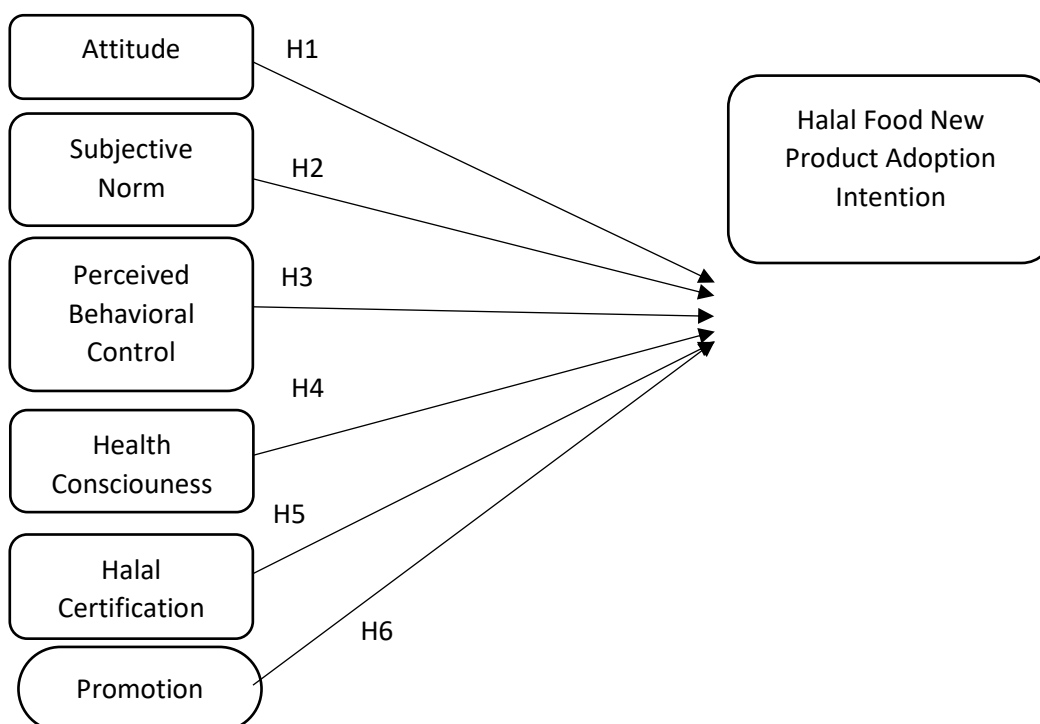 Attitude
H1
Subjective
Norm
H2
Perceived
Behavioral
Control
H3
Health
Consciouness
H4
Halal
Certification
H5
Promotion
H6
Halal Food New
Product Adoption
Intention